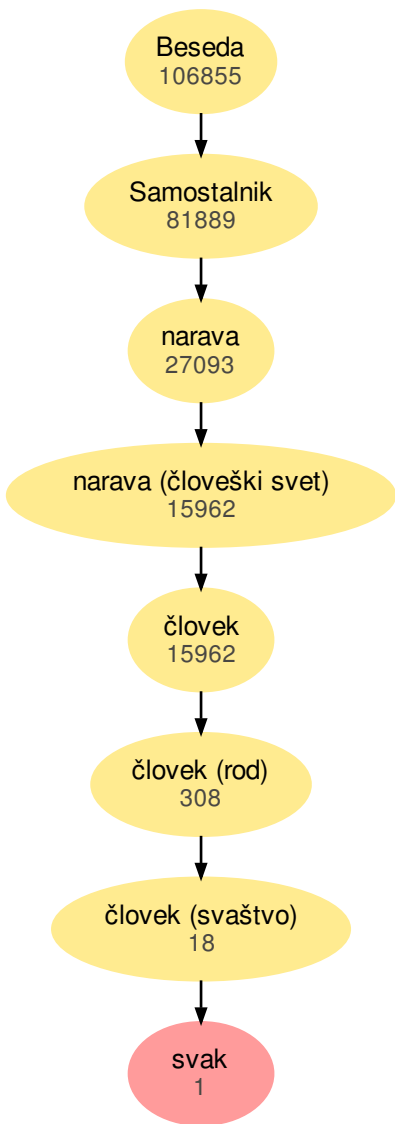 Beseda
106855
Samostalnik
81889
narava
27093
narava (človeški svet)
15962
človek
15962
človek (rod)
308
človek (svaštvo)
18
svak
1